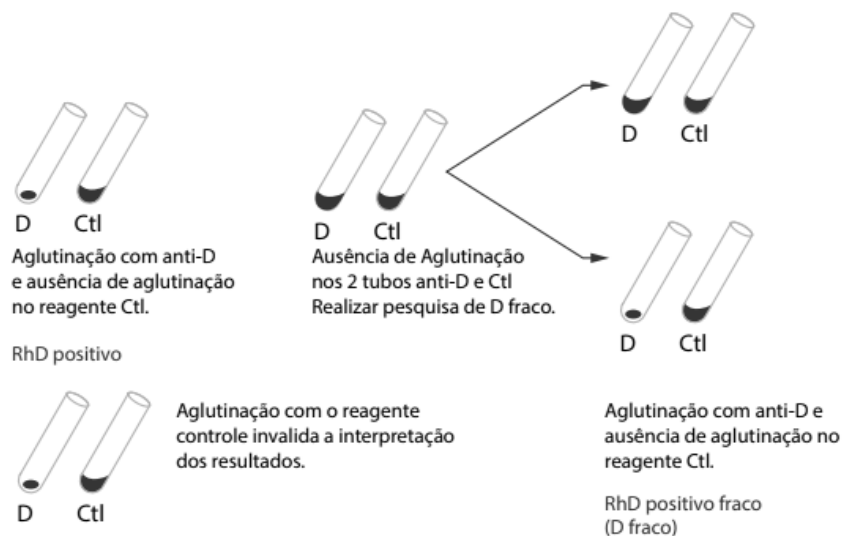 D Ctl
D Ctl
Aglutinação com anti-D
e ausência de aglutinação
no reagente Ctl.
RhD positivo
D Ctl
Ausência de Aglutinação
nos 2 tubos anti-D e Ctl
Realizar pesquisa de D fraco.
D Ctl
D Ctl
Aglutinação com o reagente
controle invalida a interpretação
dos resultados.
Aglutinação com anti-D e
ausência de aglutinação no
reagente Ctl.
RhD positivo fraco
(D fraco)